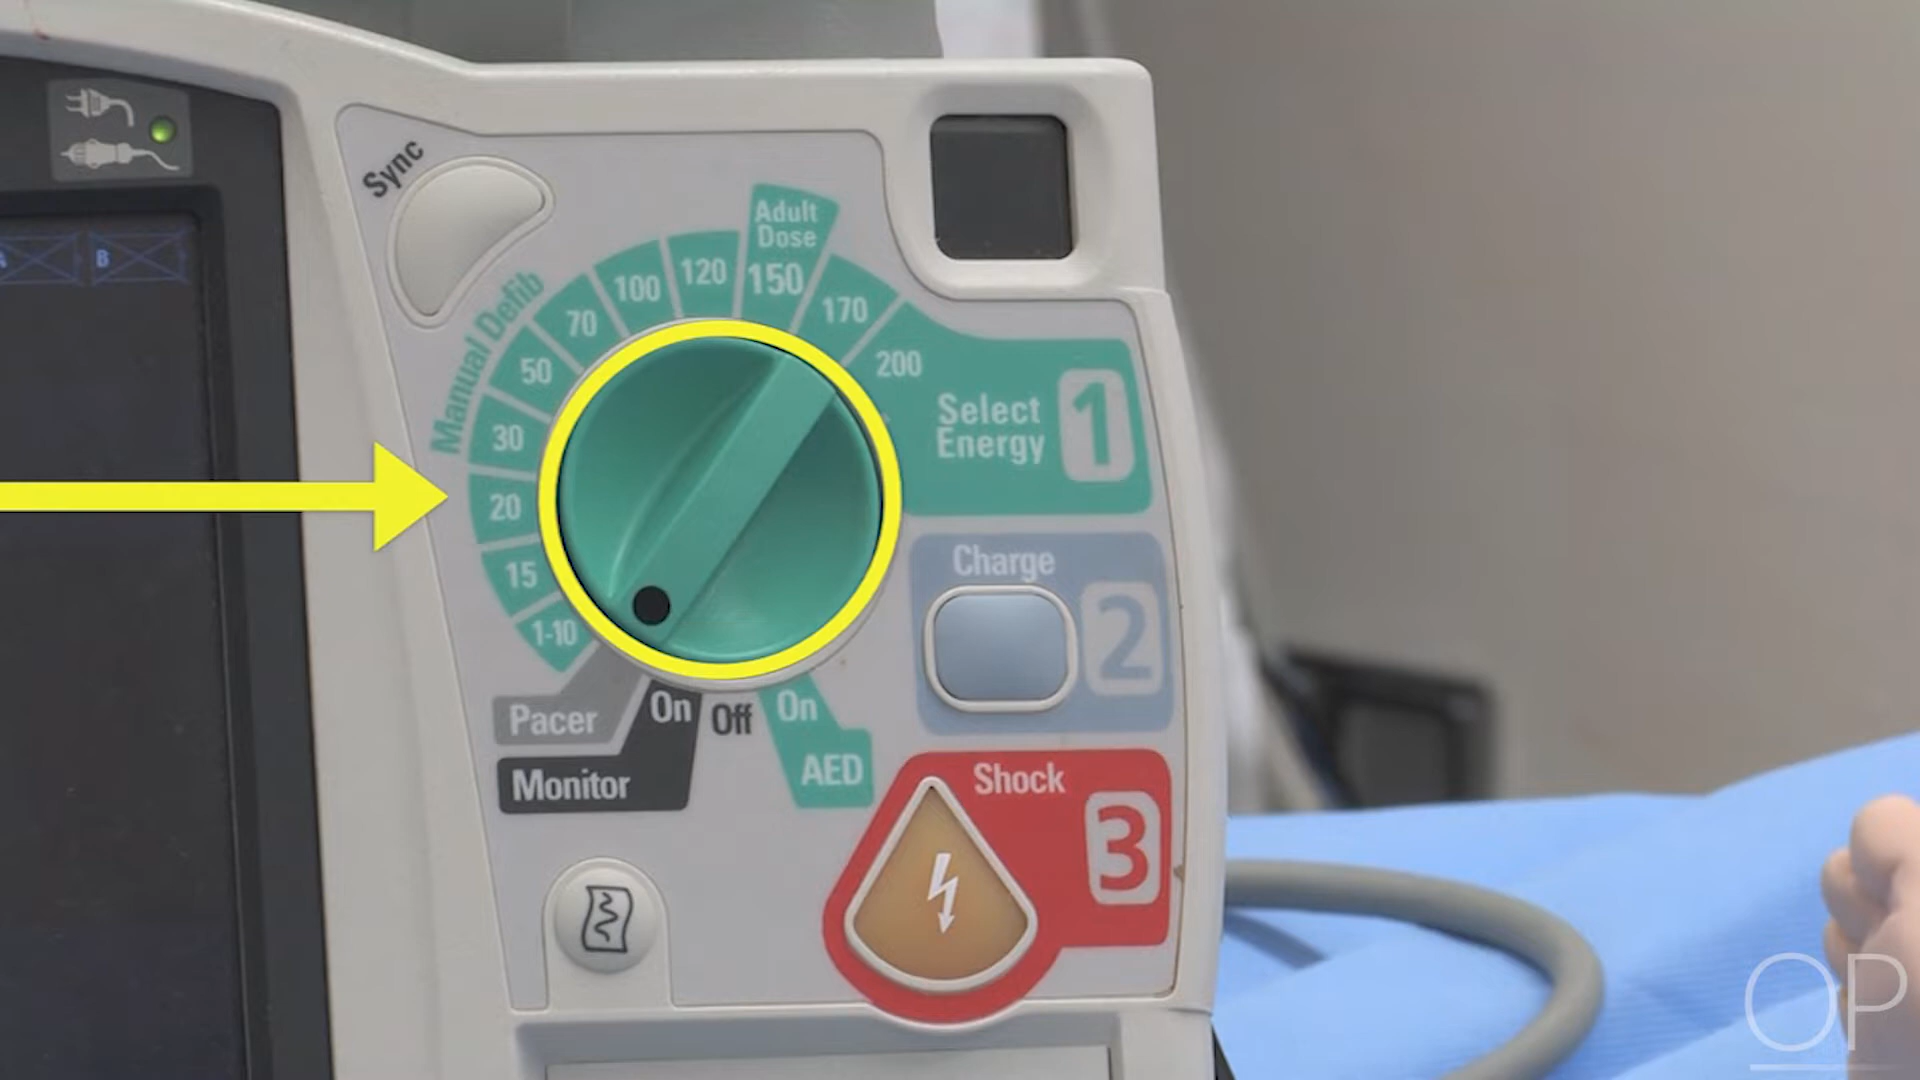 Sync
A
B
Manual Defib
Adult
Dose
150
120
100
70
50
30
20
15
1-10
170
200
Select
Energy
1
Charge
2
Pacer
On
Off
On
Monitor
AED
Shock
3
OP